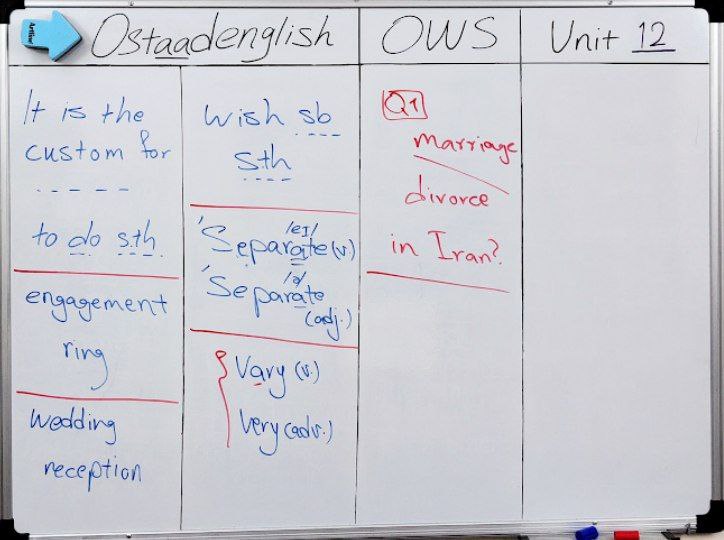 Ostaadenglish
OWS
Unit 12
It is the
custom for
- - - - -
to do sth.
engagement
ring
Wedding
reception
wish sb
sth
/eɪ/
'Separate (v.)
/ə/
'Separate
(adj.)
Vary (v.)
Very (adv.)
Q1
marriage
divorce
in Iran?